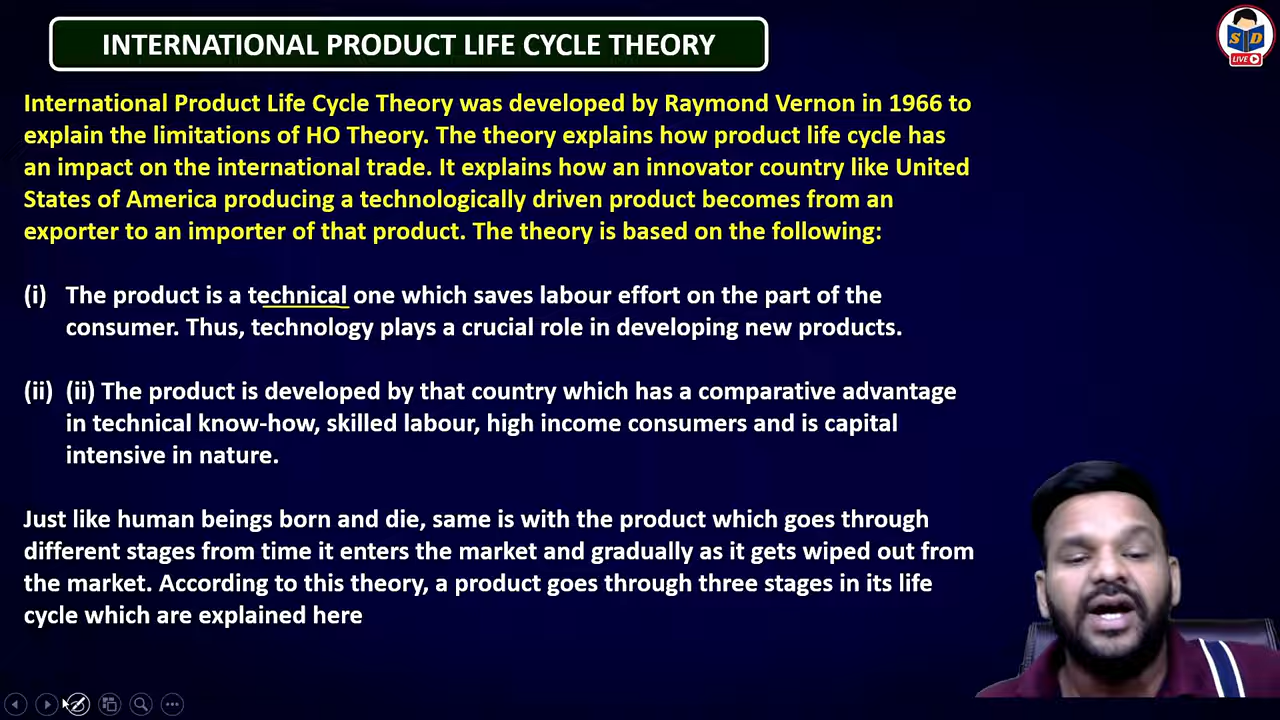 INTERNATIONAL PRODUCT LIFE CYCLE THEORY
S D
LIVE
International Product Life Cycle Theory was developed by Raymond Vernon in 1966 to
explain the limitations of HO Theory. The theory explains how product life cycle has
an impact on the international trade. It explains how an innovator country like United
States of America producing a technologically driven product becomes from an
exporter to an importer of that product. The theory is based on the following:
(i) The product is a technical one which saves labour effort on the part of the
consumer. Thus, technology plays a crucial role in developing new products.
(ii) (ii) The product is developed by that country which has a comparative advantage
in technical know-how, skilled labour, high income consumers and is capital
intensive in nature.
Just like human beings born and die, same is with the product which goes through
different stages from time it enters the market and gradually as it gets wiped out from
the market. According to this theory, a product goes through three stages in its life
cycle which are explained here